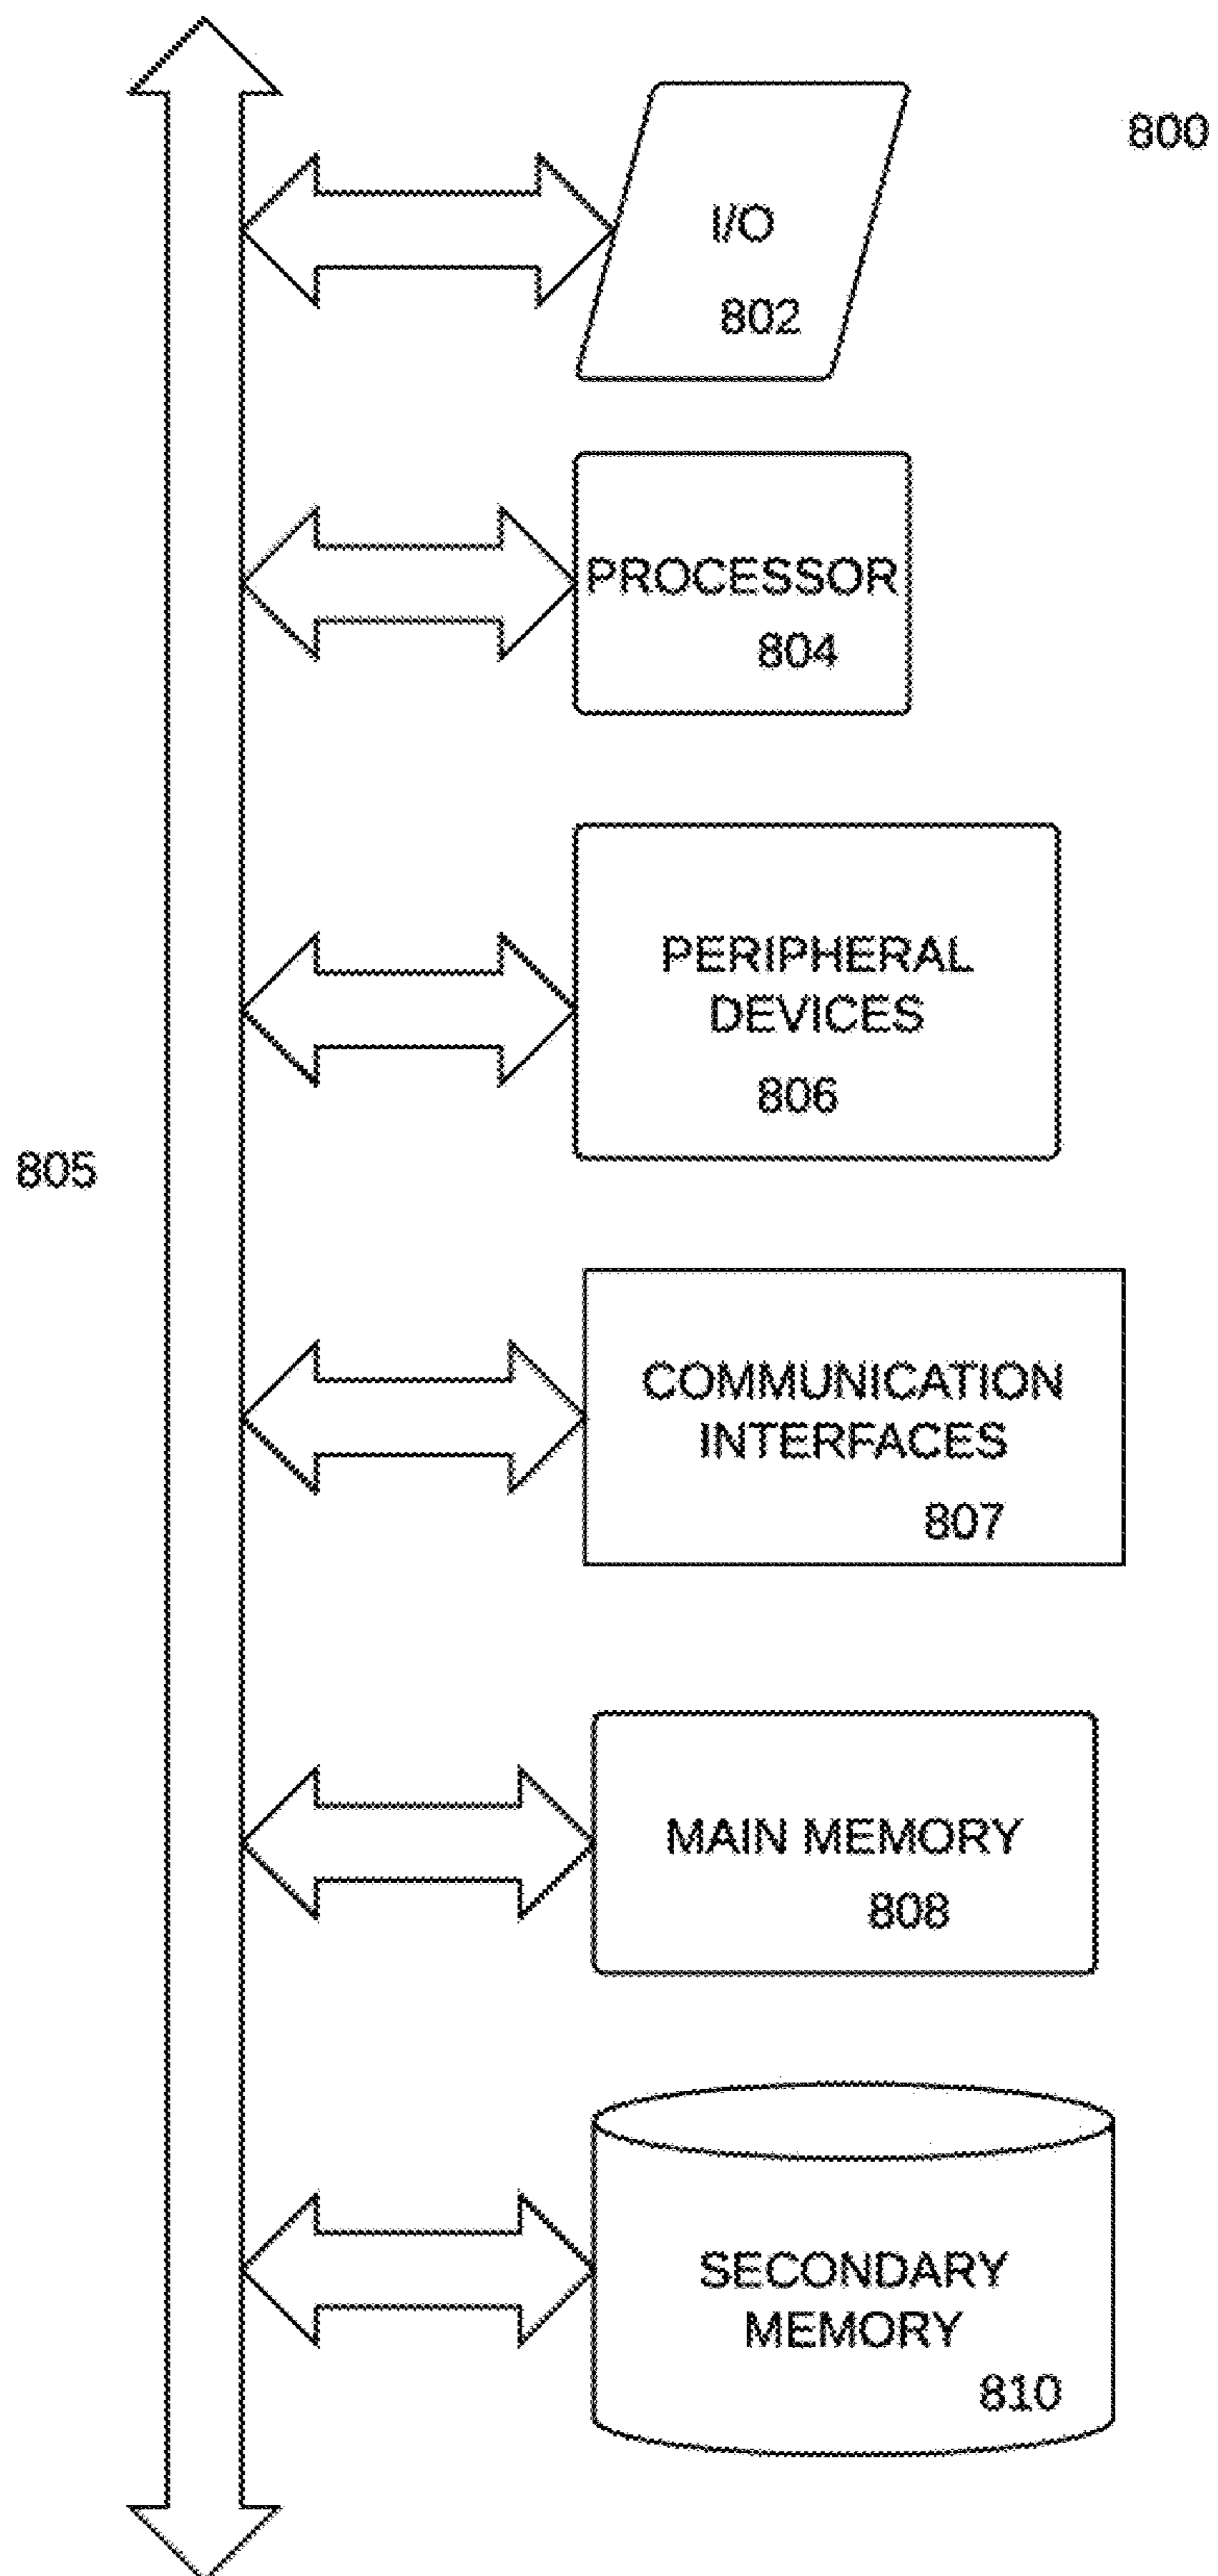 800
I/O
802
PROCESSOR
804
PERIPHERAL
DEVICES
806
805
COMMUNICATION
INTERFACES
807
MAIN MEMORY
808
SECONDARY
MEMORY
810